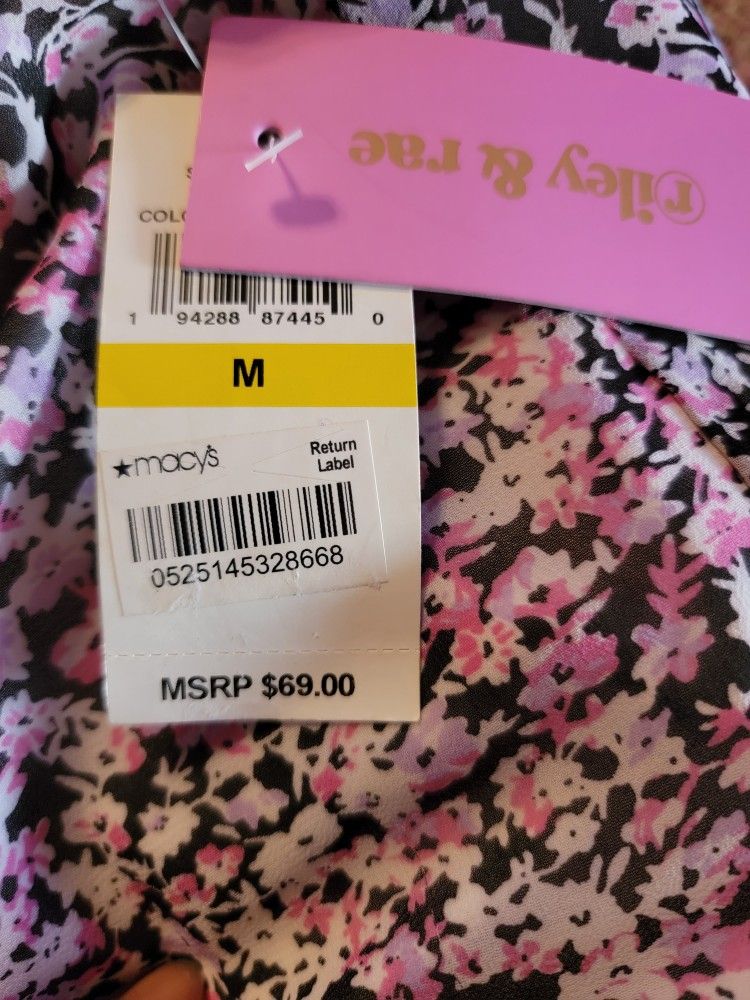 riley & rae
COLO
1 94288 87445 0
M
macy's
Return
Label
0525145328668
MSRP $69.00